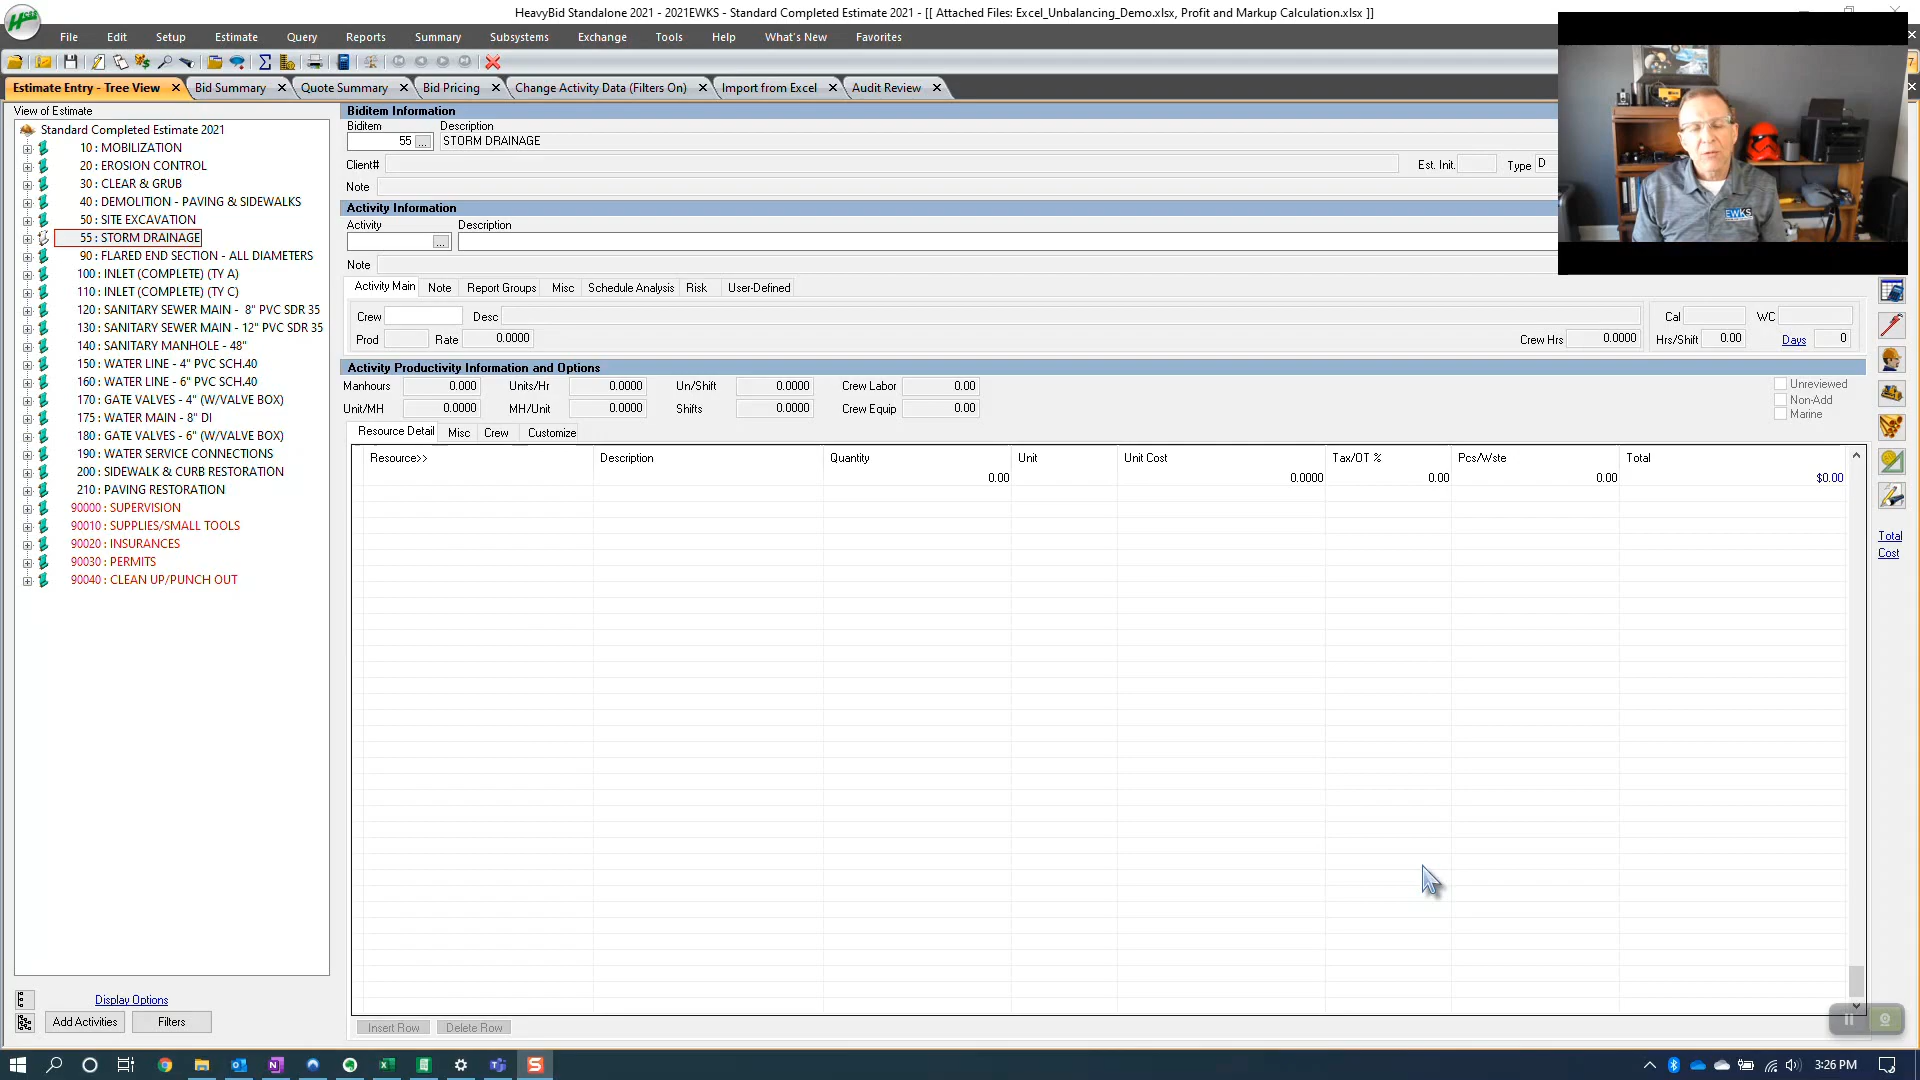 HeavyBid Standalone 2021 - 2021EWKS - Standard Completed Estimate 2021 - [[ Attached Files: Excel_Unbalancing_Demo.xlsx, Profit and Markup Calculation.xlsx ]]
File Edit Setup Estimate Query Reports Summary Subsystems Exchange Tools Help What's New Favorites
Estimate Entry - Tree View Bid Summary Quote Summary Bid Pricing Change Activity Data (Filters On) Import from Excel Audit Review
View of Estimate
Standard Completed Estimate 2021
10 : MOBILIZATION
20 : EROSION CONTROL
30 : CLEAR & GRUB
40 : DEMOLITION - PAVING & SIDEWALKS
50 : SITE EXCAVATION
55 : STORM DRAINAGE
90 : FLARED END SECTION - ALL DIAMETERS
100 : INLET (COMPLETE) (TY A)
110 : INLET (COMPLETE) (TY C)
120 : SANITARY SEWER MAIN - 8" PVC SDR 35
130 : SANITARY SEWER MAIN - 12" PVC SDR 35
140 : SANITARY MANHOLE - 48"
150 : WATER LINE - 4" PVC SCH.40
160 : WATER LINE - 6" PVC SCH.40
170 : GATE VALVES - 4" (W/VALVE BOX)
175 : WATER MAIN - 8" DI
180 : GATE VALVES - 6" (W/VALVE BOX)
190 : WATER SERVICE CONNECTIONS
200 : SIDEWALK & CURB RESTORATION
210 : PAVING RESTORATION
90000 : SUPERVISION
90010 : SUPPLIES/SMALL TOOLS
90020 : INSURANCES
90030 : PERMITS
90040 : CLEAN UP/PUNCH OUT
Display Options
Add Activities Filters
Biditem Information
Biditem Description
55 ... STORM DRAINAGE
Client# Est. Init. Type D
Note
Activity Information
Activity Description
...
Note
Activity Main Note Report Groups Misc Schedule Analysis Risk User-Defined
Crew Desc Cal WC
Prod Rate 0.0000 Crew Hrs 0.0000 Hrs/Shift 0.00 Days 0
Activity Productivity Information and Options
Manhours 0.000 Units/Hr 0.0000 Un/Shift 0.0000 Crew Labor 0.00 Unreviewed
Non-Add
Unit/MH 0.0000 MH/Unit 0.0000 Shifts 0.0000 Crew Equip 0.00 Marine
Resource Detail Misc Crew Customize
Resource>> Description Quantity Unit Unit Cost Tax/OT % Pcs/Wste Total
0.00 0.0000 0.00 0.00 $0.00
Total
Cost
Insert Row Delete Row
EWKS
3:26 PM